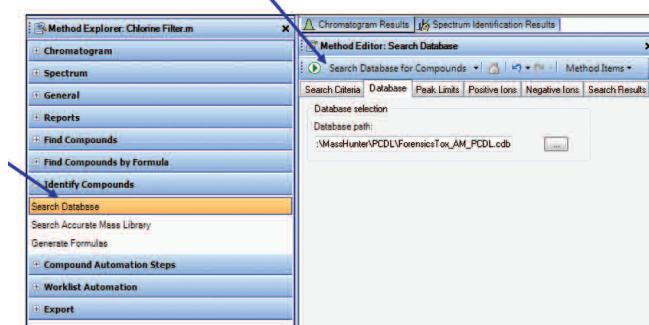 Method Explorer: Chlorine Filter.m
Chromatogram
Spectrum
General
Reports
Find Compounds
Find Compounds by Formula
Identify Compounds
Search Database
Search Accurate Mass Library
Generate Formulas
Compound Automation Steps
Worklist Automation
Export
Chromatogram Results Spectrum Identification Results
Method Editor: Search Database
Search Database for Compounds Method Items
Search Criteria Database Peak Limits Positive Ions Negative Ions Search Results
Database selection
Database path:
:\MassHunter\PCDL\ForensicsTox_AM_PCDL.cdb ...